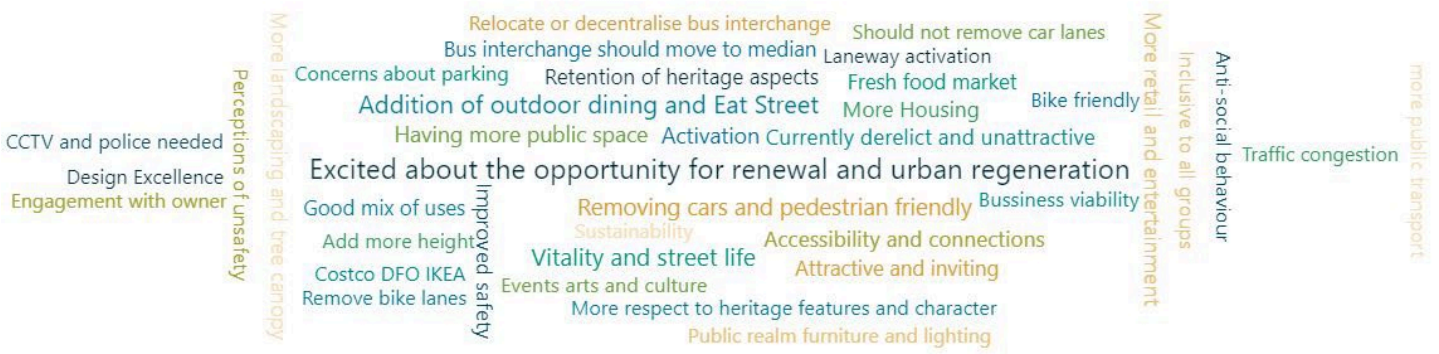 Relocate or decentralise bus interchange
Should not remove car lanes
Bus interchange should move to median
Laneway activation
Concerns about parking
Retention of heritage aspects
Fresh food market
Addition of outdoor dining and Eat Street
More Housing
Bike friendly
Having more public space
Activation
Currently derelict and unattractive
CCTV and police needed
Design Excellence
Engagement with owner
Perceptions of unsafety
More landscaping and tree canopy
Excited about the opportunity for renewal and urban regeneration
More retail and entertainment
Inclusive to all groups
Anti-social behaviour
Traffic congestion
more public transport
Good mix of uses
Improved safety
Removing cars and pedestrian friendly
Bussiness viability
Sustainability
Add more height
Accessibility and connections
Vitality and street life
Costco DFO IKEA
Attractive and inviting
Events arts and culture
Remove bike lanes
More respect to heritage features and character
Public realm furniture and lighting